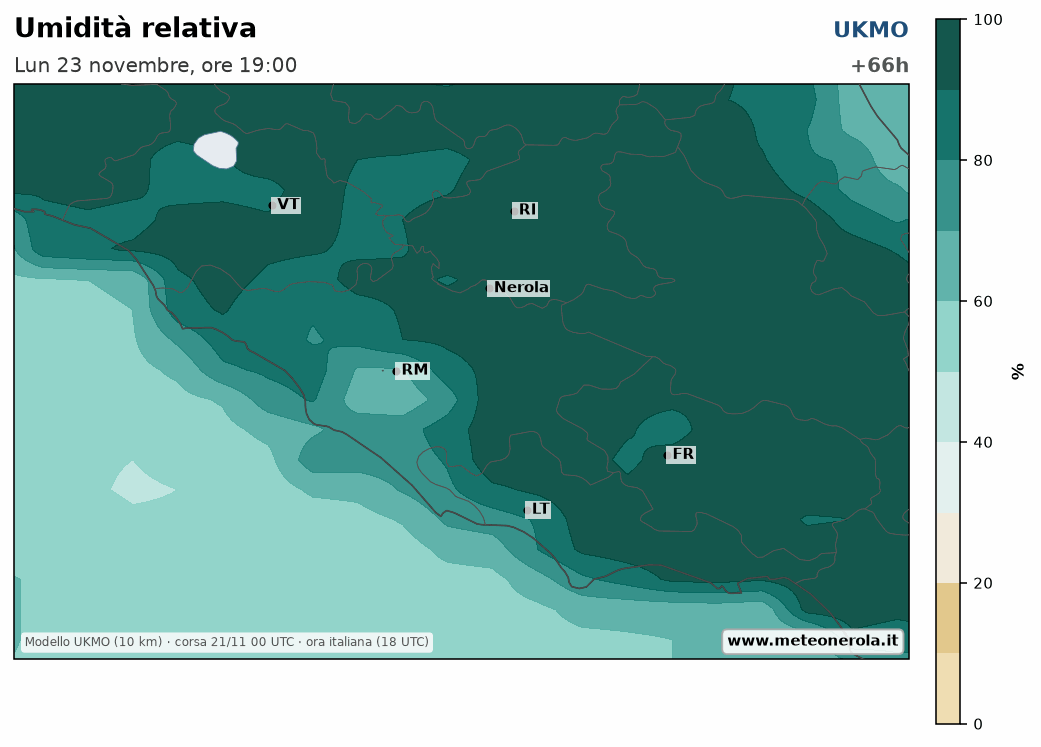 Umidità relativa
UKMO
Lun 23 novembre, ore 19:00
+66h
100
80
60
40
20
0
%
VT
RI
Nerola
RM
FR
LT
Modello UKMO (10 km) · corsa 21/11 00 UTC · ora italiana (18 UTC)
www.meteonerola.it